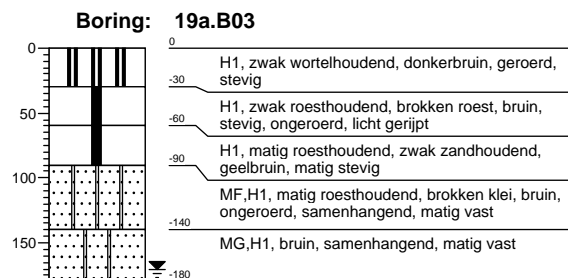 Boring: 19a.B03
0
0
H1, zwak wortelhoudend, donkerbruin, geroerd,
stevig
-30
H1, zwak roesthoudend, brokken roest, bruin,
stevig, ongeroerd, licht gerijpt
50
-60
H1, matig roesthoudend, zwak zandhoudend,
geelbruin, matig stevig
-90
100
MF,H1, matig roesthoudend, brokken klei, bruin,
ongeroerd, samenhangend, matig vast
-140
150
MG,H1, bruin, samenhangend, matig vast
-180